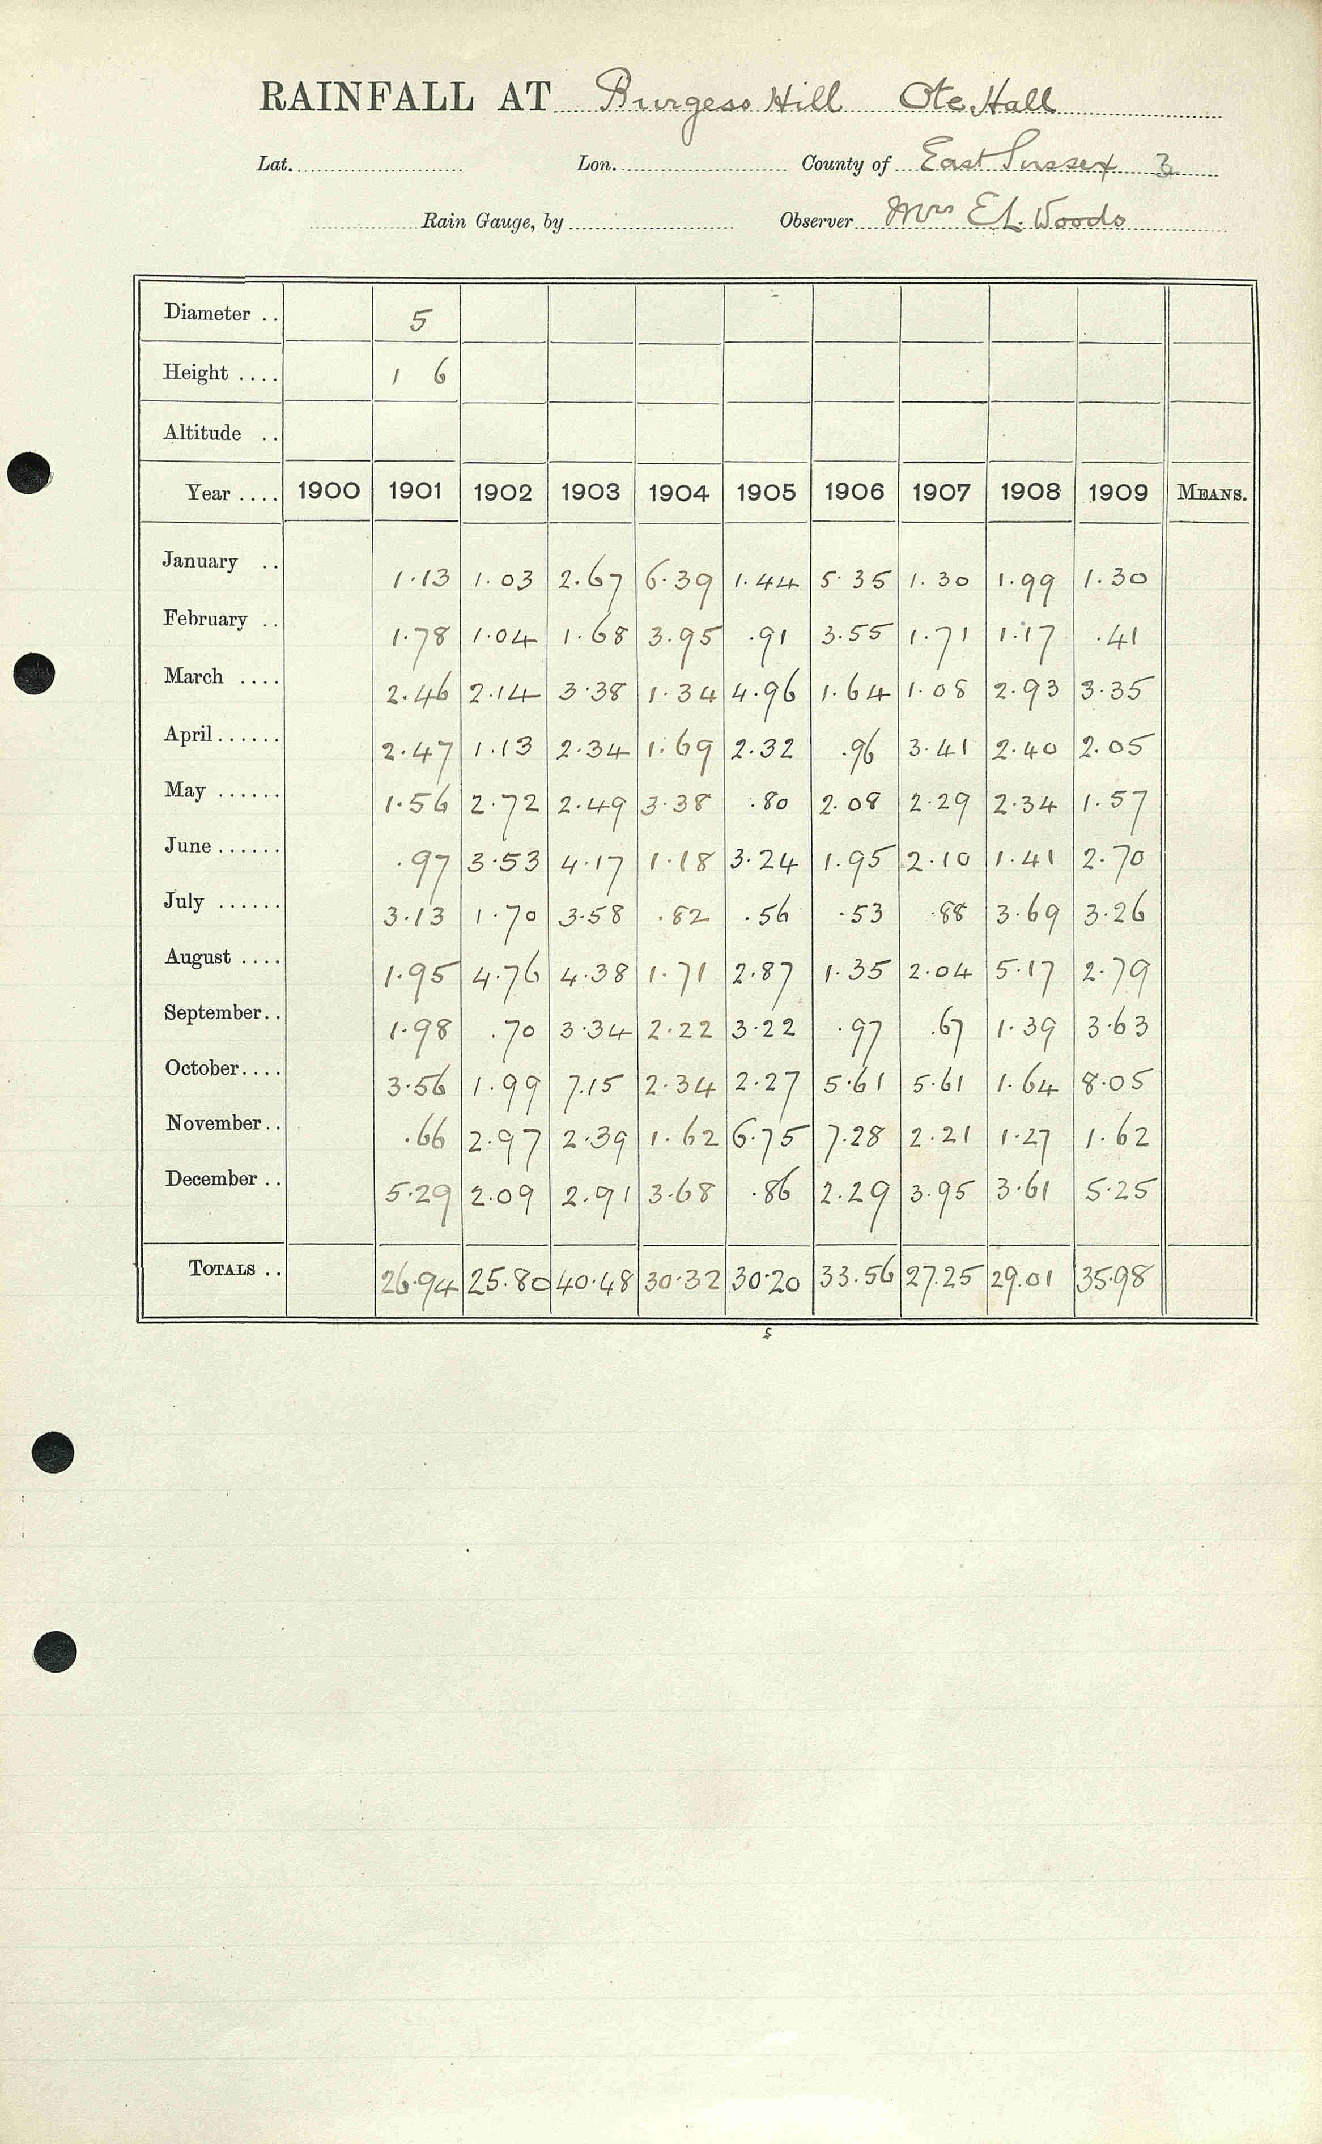 RAINFALL AT Burgess Hill Ote Hall
Lat. Lon. County of East Sussex 3
Rain Gauge, by Observer Mrs E.L. Woods
Diameter .. 5
Height .... 1 6
Altitude ..
Year .... 1900 1901 1902 1903 1904 1905 1906 1907 1908 1909 MEANS.
January .. 1.13 1.03 2.67 6.39 1.44 5.35 1.30 1.99 1.30
February .. 1.78 1.04 1.68 3.95 .91 3.55 1.71 1.17 .41
March .... 2.46 2.14 3.38 1.34 4.96 1.64 1.08 2.93 3.35
April...... 2.47 1.13 2.34 1.69 2.32 .96 3.41 2.40 2.05
May ...... 1.56 2.72 2.49 3.38 .80 2.08 2.29 2.34 1.57
June...... .97 3.53 4.17 1.18 3.24 1.95 2.10 1.41 2.70
July ...... 3.13 1.70 3.58 .82 .56 .53 .88 3.69 3.26
August .... 1.95 4.76 4.38 1.71 2.87 1.35 2.04 5.17 2.79
September.. 1.98 .70 3.34 2.22 3.22 .97 .67 1.39 3.63
October.... 3.56 1.99 7.15 2.34 2.27 5.61 5.61 1.64 8.05
November.. .66 2.97 2.39 1.62 6.75 7.28 2.21 1.27 1.62
December .. 5.29 2.09 2.91 3.68 .86 2.29 3.95 3.61 5.25
TOTALS .. 26.94 25.80 40.48 30.32 30.20 33.56 27.25 29.01 35.98